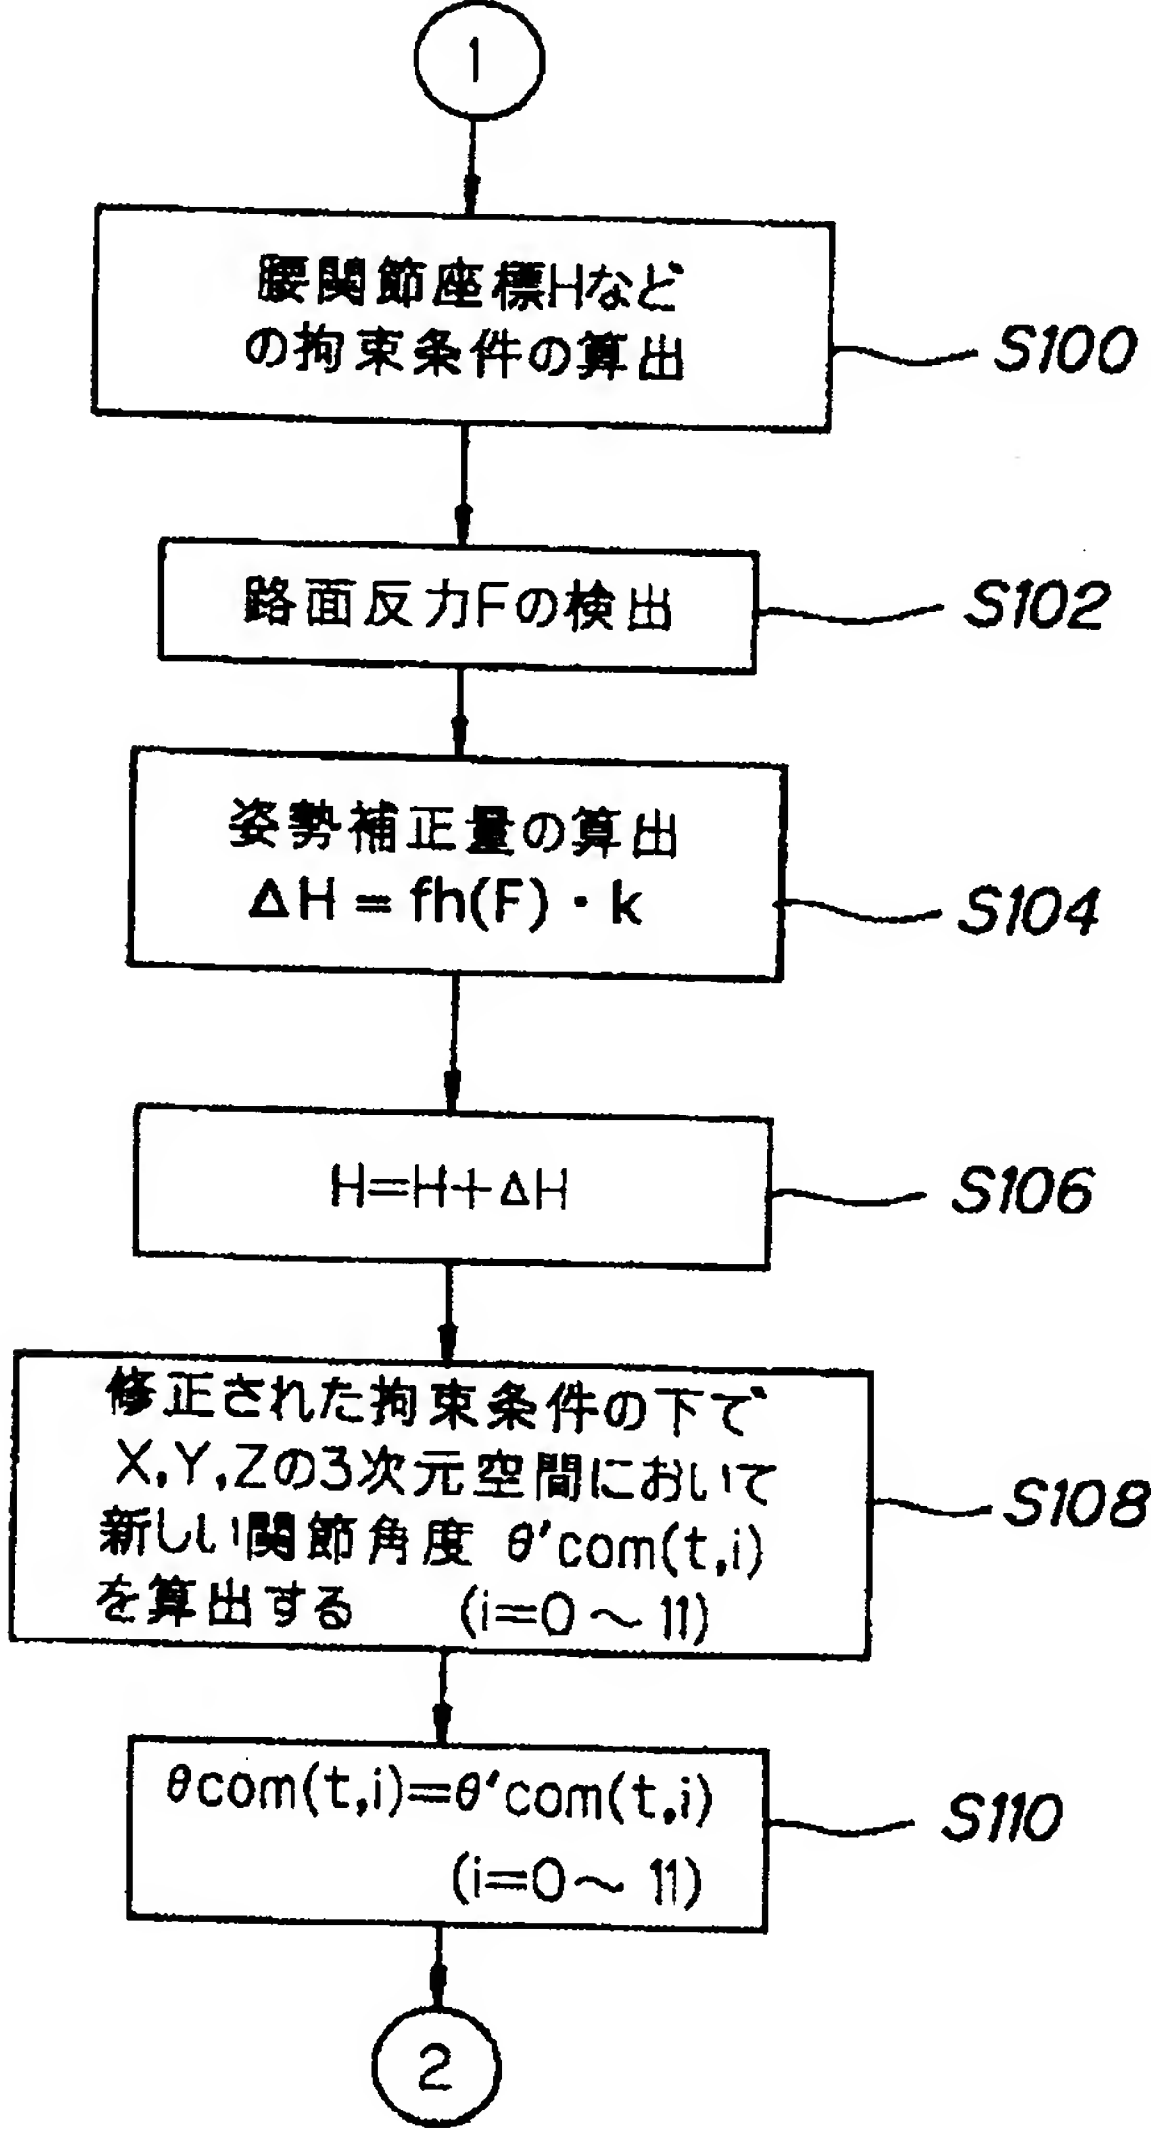 1
腰関節座標Hなど
の拘束条件の算出
S100
路面反力Fの検出
S102
姿勢補正量の算出
ΔH = fh(F)・k
S104
H=H+ΔH
S106
修正された拘束条件の下で
X,Y,Zの3次元空間において
新しい関節角度 θ'com(t,i)
を算出する (i=0〜11)
S108
θcom(t,i)=θ'com(t,i)
(i=0〜11)
S110
2